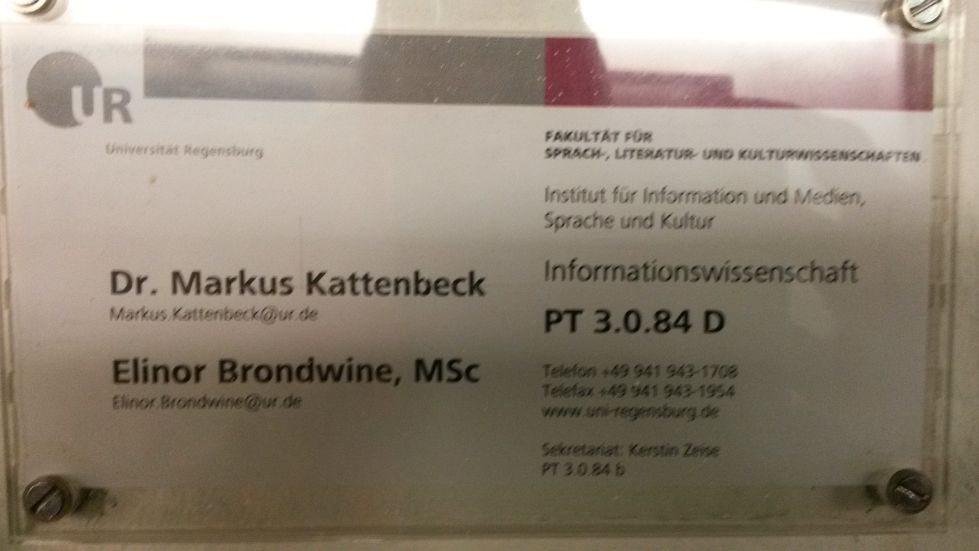 UR
Universität Regensburg
FAKULTÄT FÜR
SPRACH-, LITERATUR- UND KULTURWISSENSCHAFTEN
Institut für Information und Medien,
Sprache und Kultur
Informationswissenschaft
PT 3.0.84 D
Dr. Markus Kattenbeck
Markus.Kattenbeck@ur.de
Elinor Brondwine, MSc
Elinor.Brondwine@ur.de
Telefon +49 941 943-1708
Telefax +49 941 943-1954
www.uni-regensburg.de
Sekretariat: Kerstin Zeise
PT 3.0.84 b